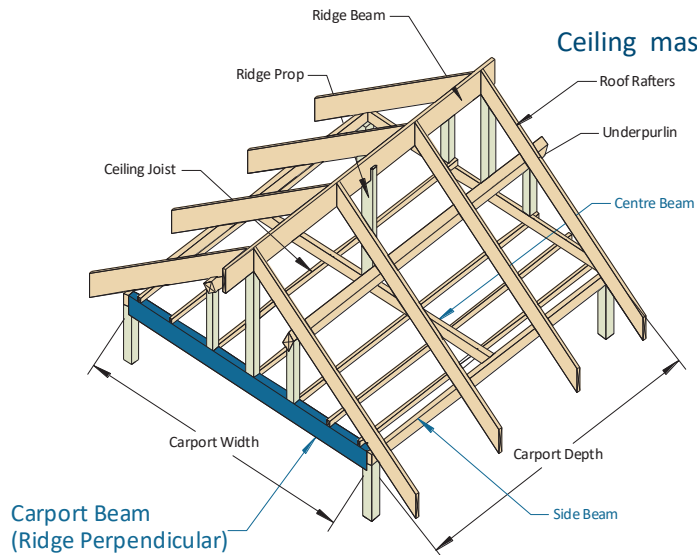 Ridge Beam
Ceiling mas
Ridge Prop
Roof Rafters
Underpurlin
Ceiling Joist
Centre Beam
Carport Width
Carport Depth
Carport Beam
(Ridge Perpendicular)
Side Beam